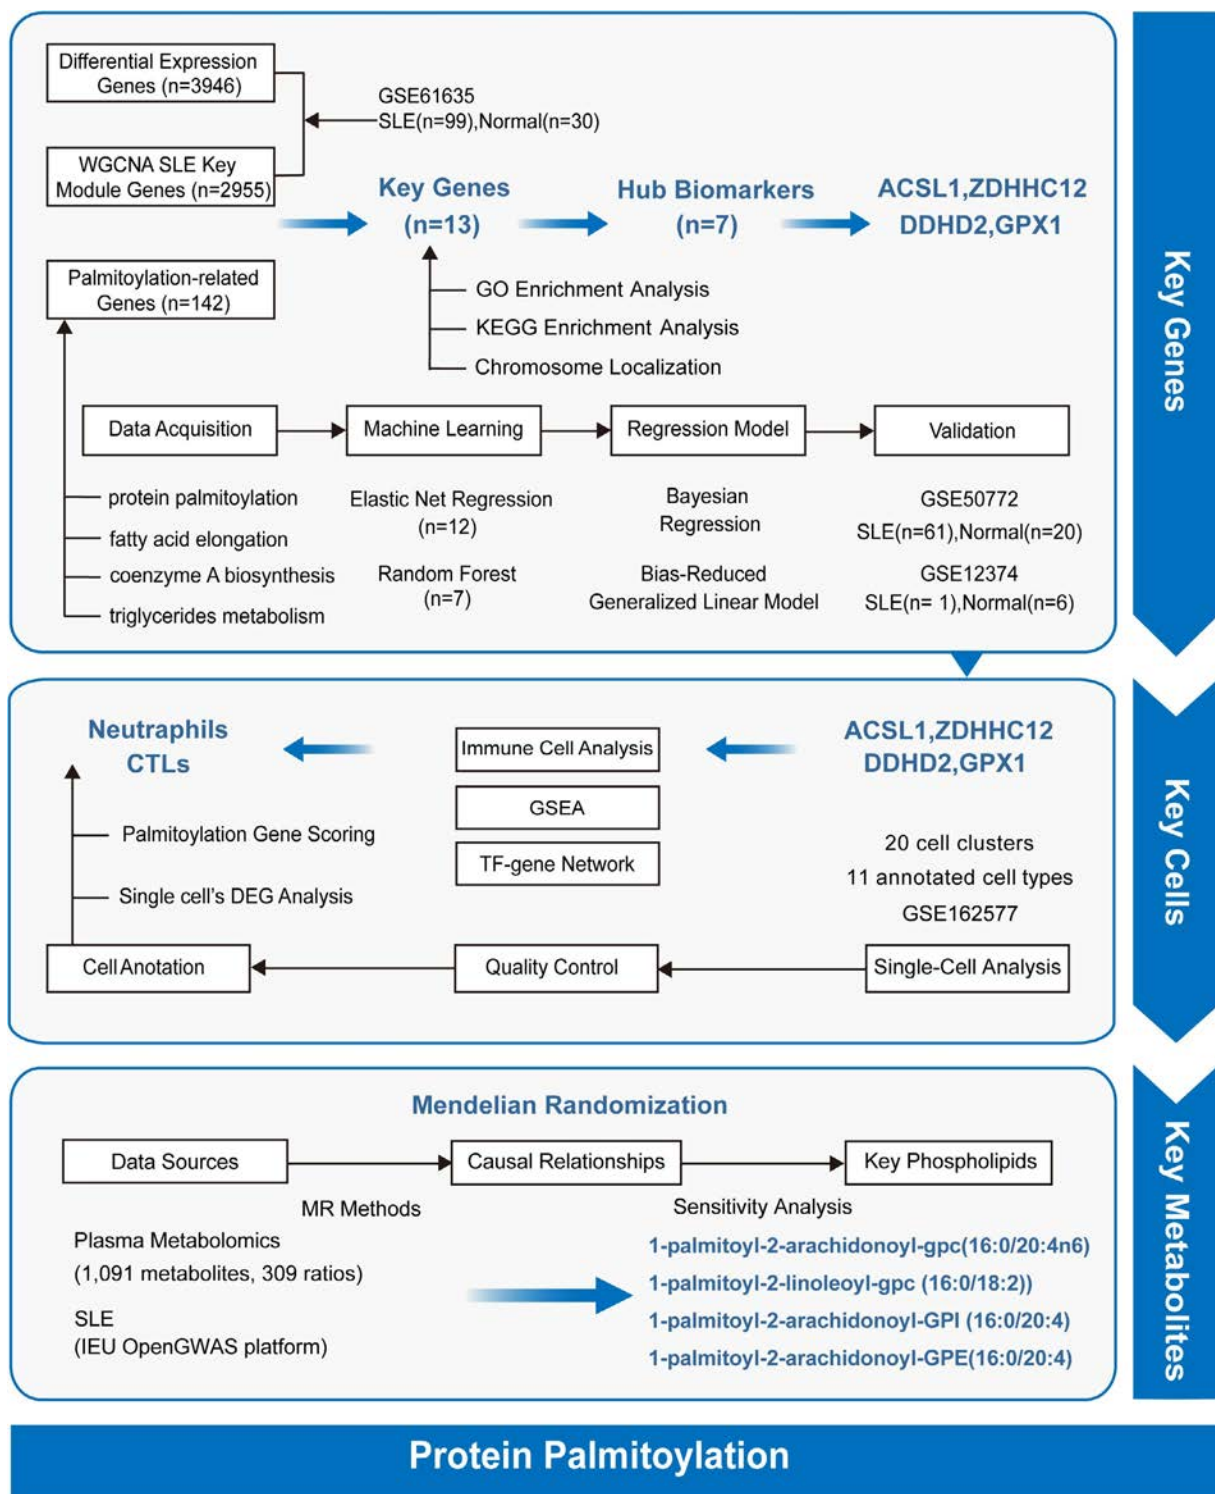 Differential Expression
Genes (n=3946)
GSE61635
SLE(n=99),Normal(n=30)
WGCNA SLE Key
Module Genes (n=2955)
Key Genes
(n=13)
Hub Biomarkers
(n=7)
ACSL1,ZDHHC12
DDHD2,GPX1
Palmitoylation-related
Genes (n=142)
GO Enrichment Analysis
KEGG Enrichment Analysis
Chromosome Localization
Data Acquisition
Machine Learning
Regression Model
Validation
protein palmitoylation
fatty acid elongation
coenzyme A biosynthesis
triglycerides metabolism
Elastic Net Regression
(n=12)
Random Forest
(n=7)
Bayesian
Regression
Bias-Reduced
Generalized Linear Model
GSE50772
SLE(n=61),Normal(n=20)
GSE12374
SLE(n= 1),Normal(n=6)
Key Genes
Neutraphils
CTLs
Immune Cell Analysis
GSEA
TF-gene Network
ACSL1,ZDHHC12
DDHD2,GPX1
Palmitoylation Gene Scoring
Single cell's DEG Analysis
20 cell clusters
11 annotated cell types
GSE162577
Cell Anotation
Quality Control
Single-Cell Analysis
Key Cells
Mendelian Randomization
Data Sources
Causal Relationships
Key Phospholipids
MR Methods
Sensitivity Analysis
Plasma Metabolomics
(1,091 metabolites, 309 ratios)
SLE
(IEU OpenGWAS platform)
1-palmitoyl-2-arachidonoyl-gpc(16:0/20:4n6)
1-palmitoyl-2-linoleoyl-gpc (16:0/18:2))
1-palmitoyl-2-arachidonoyl-GPI (16:0/20:4)
1-palmitoyl-2-arachidonoyl-GPE(16:0/20:4)
Key Metabolites
Protein Palmitoylation